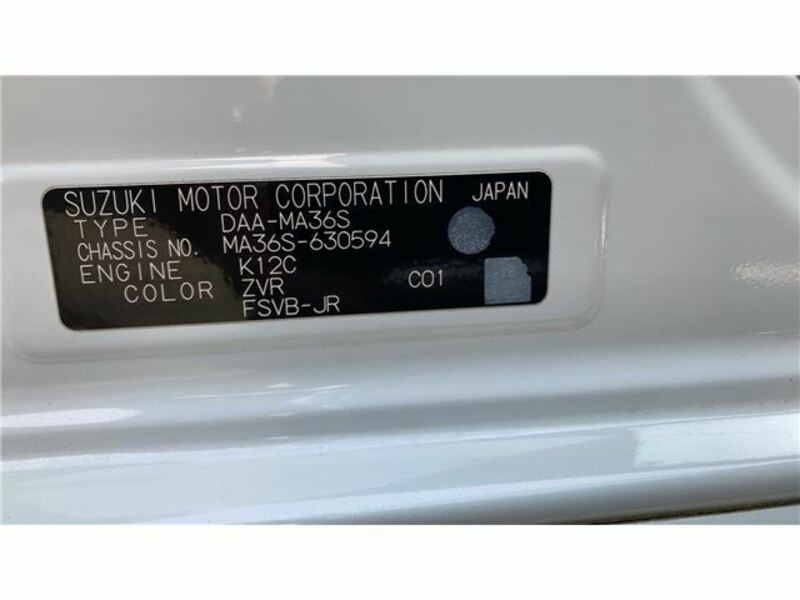 SUZUKI MOTOR CORPORATION JAPAN
TYPE DAA-MA36S
CHASSIS NO. MA36S-630594
ENGINE K12C
COLOR ZVR C01
FSVB-JR